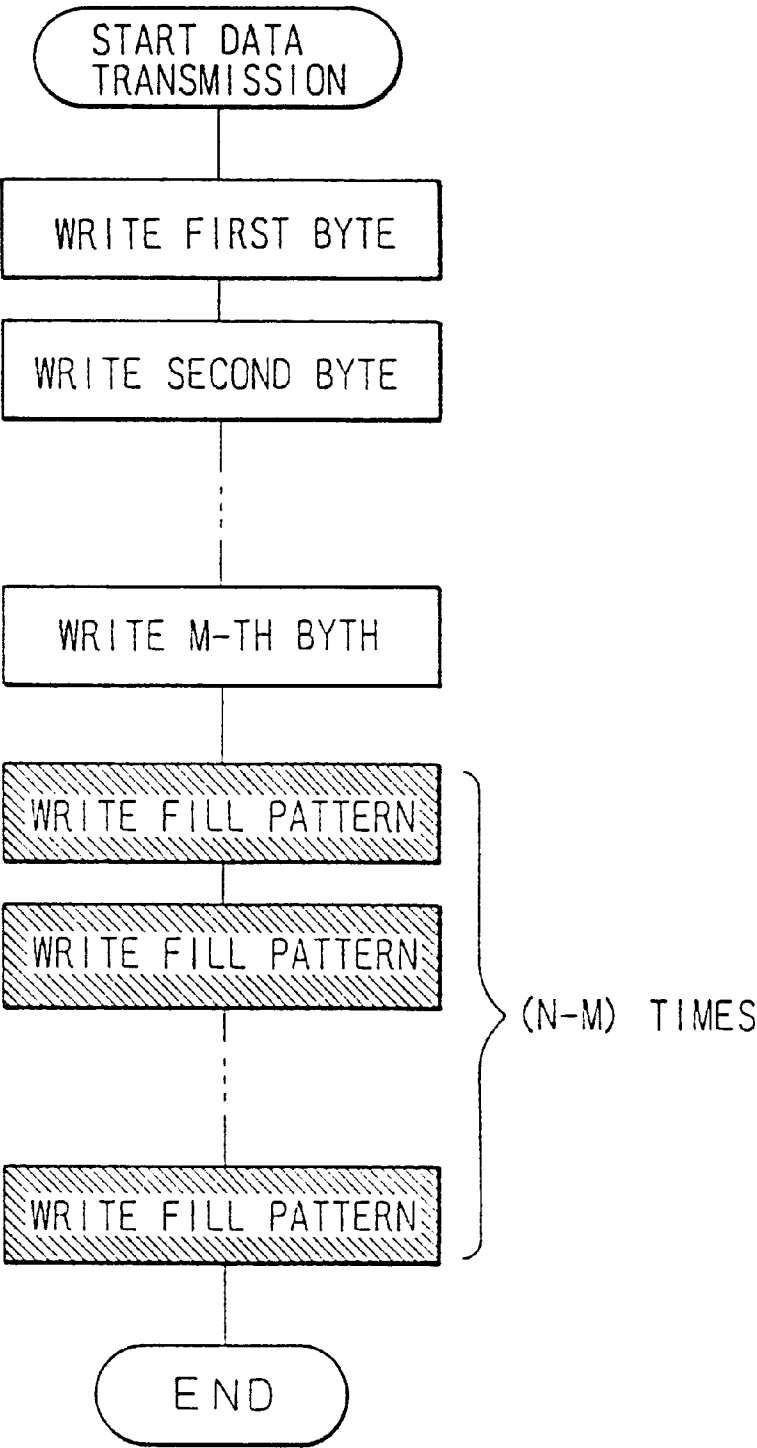 START DATA
TRANSMISSION
WRITE FIRST BYTE
WRITE SECOND BYTE
WRITE M-TH BYTH
WRITE FILL PATTERN
WRITE FILL PATTERN
(N-M) TIMES
WRITE FILL PATTERN
END